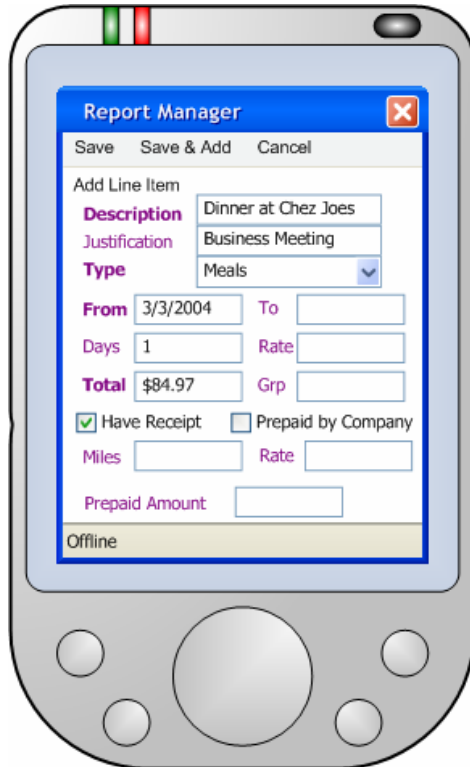 Report Manager
Save Save & Add Cancel
Add Line Item
Description Dinner at Chez Joes
Justification Business Meeting
Type Meals
From 3/3/2004 To
Days 1 Rate
Total $84.97 Grp
Have Receipt Prepaid by Company
Miles Rate
Prepaid Amount
Offline